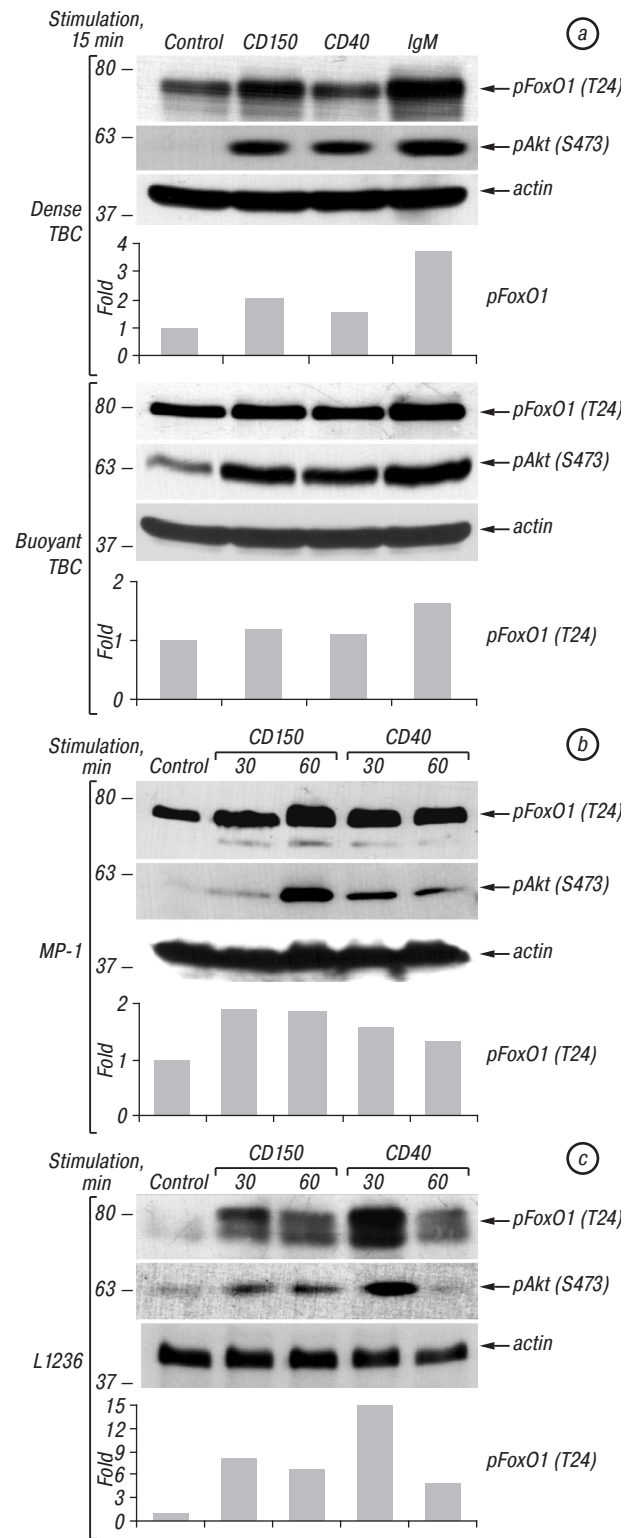 Stimulation,
15 min Control CD150 CD40 IgM a
80 pFoxO1 (T24)
63 pAkt (S473)
actin
37
Dense
TBC
4
3
2
1
0
Fold
pFoxO1
80 pFoxO1 (T24)
63 pAkt (S473)
actin
37
Buoyant
TBC
2
1
0
Fold
pFoxO1 (T24)
Stimulation,
min
CD150 CD40 b
Control 30 60 30 60
80 pFoxO1 (T24)
63 pAkt (S473)
actin
37
MP-1
2
1
0
Fold
pFoxO1 (T24)
Stimulation,
min
CD150 CD40 c
Control 30 60 30 60
80 pFoxO1 (T24)
63 pAkt (S473)
actin
37
L1236
15
12
9
6
3
0
Fold
pFoxO1 (T24)